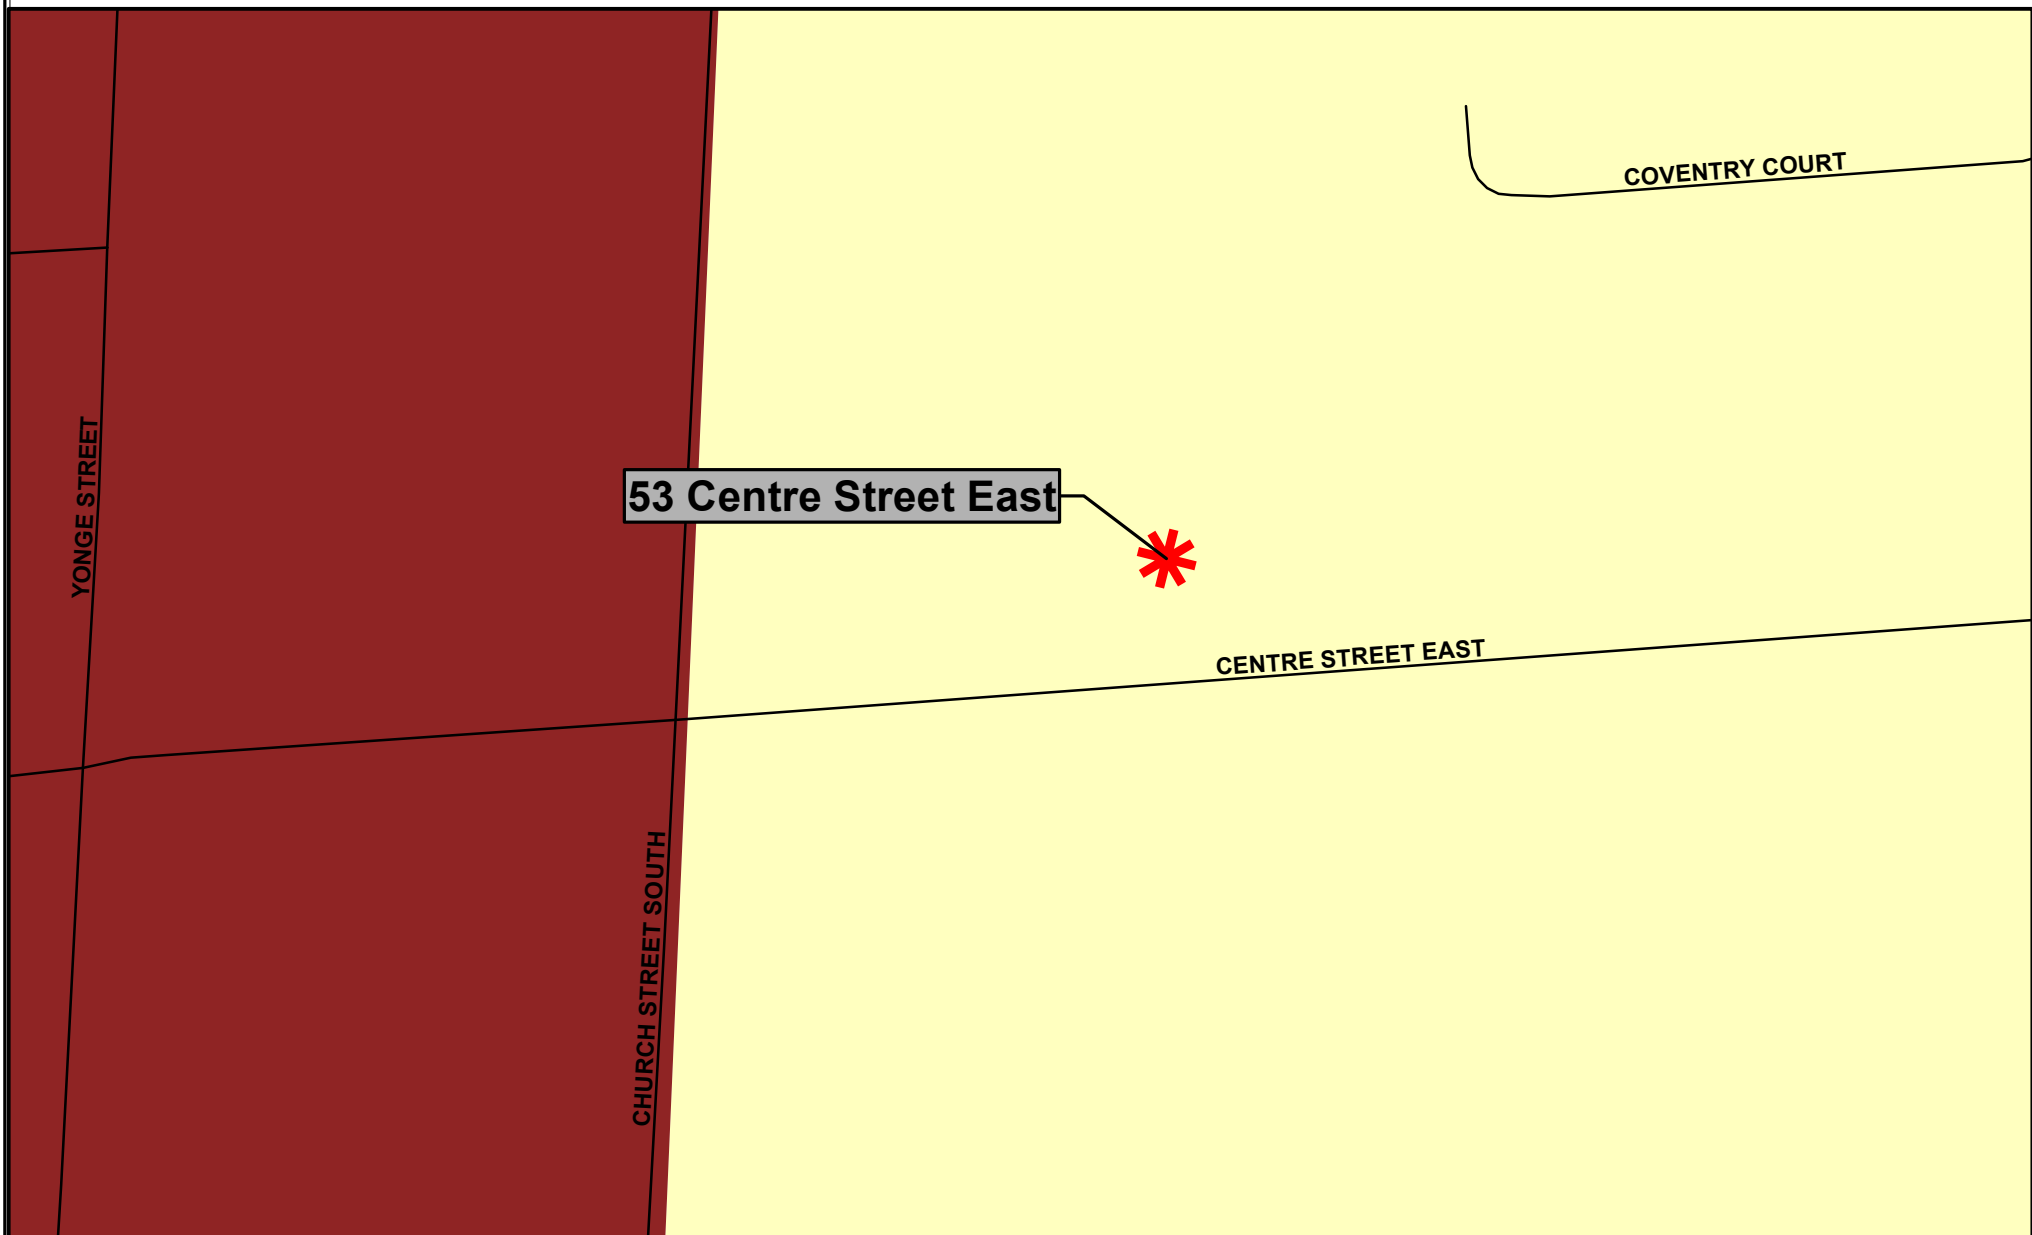 COVENTRY COURT
YONGE STREET
53 Centre Street East
CENTRE STREET EAST
CHURCH STREET SOUTH